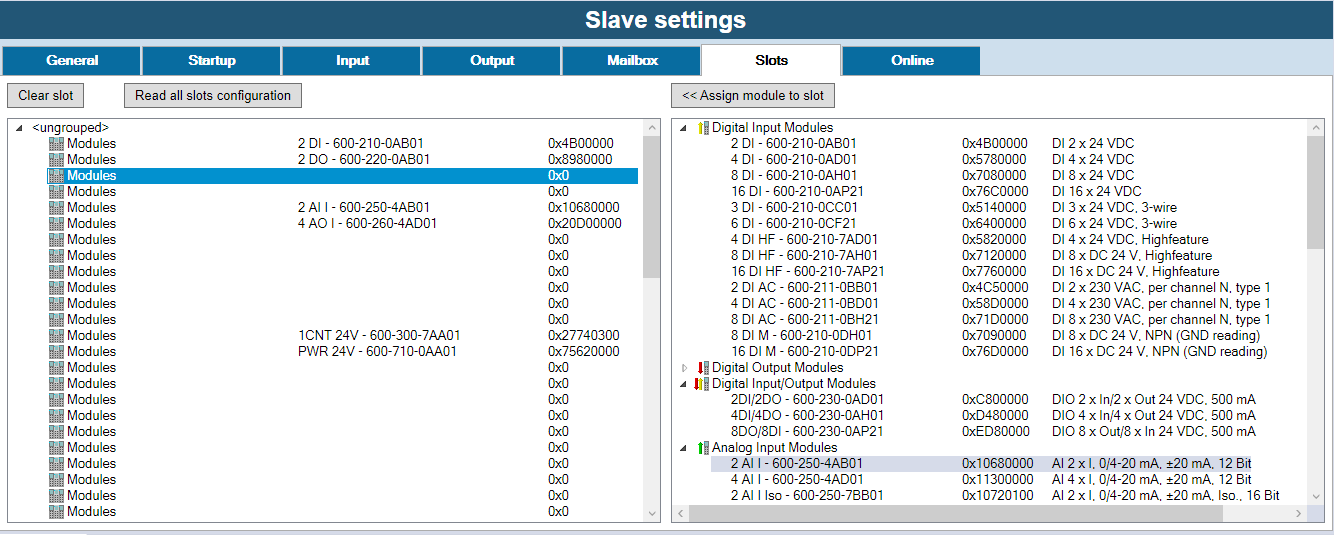 Slave settings
General Startup Input Output Mailbox Slots Online
Clear slot Read all slots configuration
<ungrouped>
Modules 2 DI - 600-210-0AB01 0x4B00000
Modules 2 DO - 600-220-0AB01 0x8980000
Modules 0x0
Modules 0x0
Modules 2 AI I - 600-250-4AB01 0x10680000
Modules 4 AO I - 600-260-4AD01 0x20D00000
Modules 0x0
Modules 0x0
Modules 0x0
Modules 0x0
Modules 0x0
Modules 0x0
Modules 1CNT 24V - 600-300-7AA01 0x27740300
Modules PWR 24V - 600-710-0AA01 0x75620000
Modules 0x0
Modules 0x0
Modules 0x0
Modules 0x0
Modules 0x0
Modules 0x0
Modules 0x0
Modules 0x0
Modules 0x0
Modules 0x0
<< Assign module to slot
Digital Input Modules
2 DI - 600-210-0AB01 0x4B00000 DI 2 x 24 VDC
4 DI - 600-210-0AD01 0x5780000 DI 4 x 24 VDC
8 DI - 600-210-0AH01 0x7080000 DI 8 x 24 VDC
16 DI - 600-210-0AP21 0x76C0000 DI 16 x 24 VDC
3 DI - 600-210-0CC01 0x5140000 DI 3 x 24 VDC, 3-wire
6 DI - 600-210-0CF21 0x6400000 DI 6 x 24 VDC, 3-wire
4 DI HF - 600-210-7AD01 0x5820000 DI 4 x 24 VDC, Highfeature
8 DI HF - 600-210-7AH01 0x7120000 DI 8 x DC 24 V, Highfeature
16 DI HF - 600-210-7AP21 0x7760000 DI 16 x DC 24 V, Highfeature
2 DI AC - 600-211-0BB01 0x4C50000 DI 2 x 230 VAC, per channel N, type 1
4 DI AC - 600-211-0BD01 0x58D0000 DI 4 x 230 VAC, per channel N, type 1
8 DI AC - 600-211-0BH21 0x71D0000 DI 8 x 230 VAC, per channel N, type 1
8 DI M - 600-210-0DH01 0x7090000 DI 8 x DC 24 V, NPN (GND reading)
16 DI M - 600-210-0DP21 0x76D0000 DI 16 x DC 24 V, NPN (GND reading)
Digital Output Modules
Digital Input/Output Modules
2DI/2DO - 600-230-0AD01 0xC800000 DIO 2 x In/2 x Out 24 VDC, 500 mA
4DI/4DO - 600-230-0AH01 0xD480000 DIO 4 x In/4 x Out 24 VDC, 500 mA
8DO/8DI - 600-230-0AP21 0xED80000 DIO 8 x Out/8 x In 24 VDC, 500 mA
Analog Input Modules
2 AI I - 600-250-4AB01 0x10680000 AI 2 x I, 0/4-20 mA, ±20 mA, 12 Bit
4 AI I - 600-250-4AD01 0x11300000 AI 4 x I, 0/4-20 mA, ±20 mA, 12 Bit
2 AI I Iso - 600-250-7BB01 0x10720100 AI 2 x I, 0/4-20 mA, ±20 mA, Iso., 16 Bit